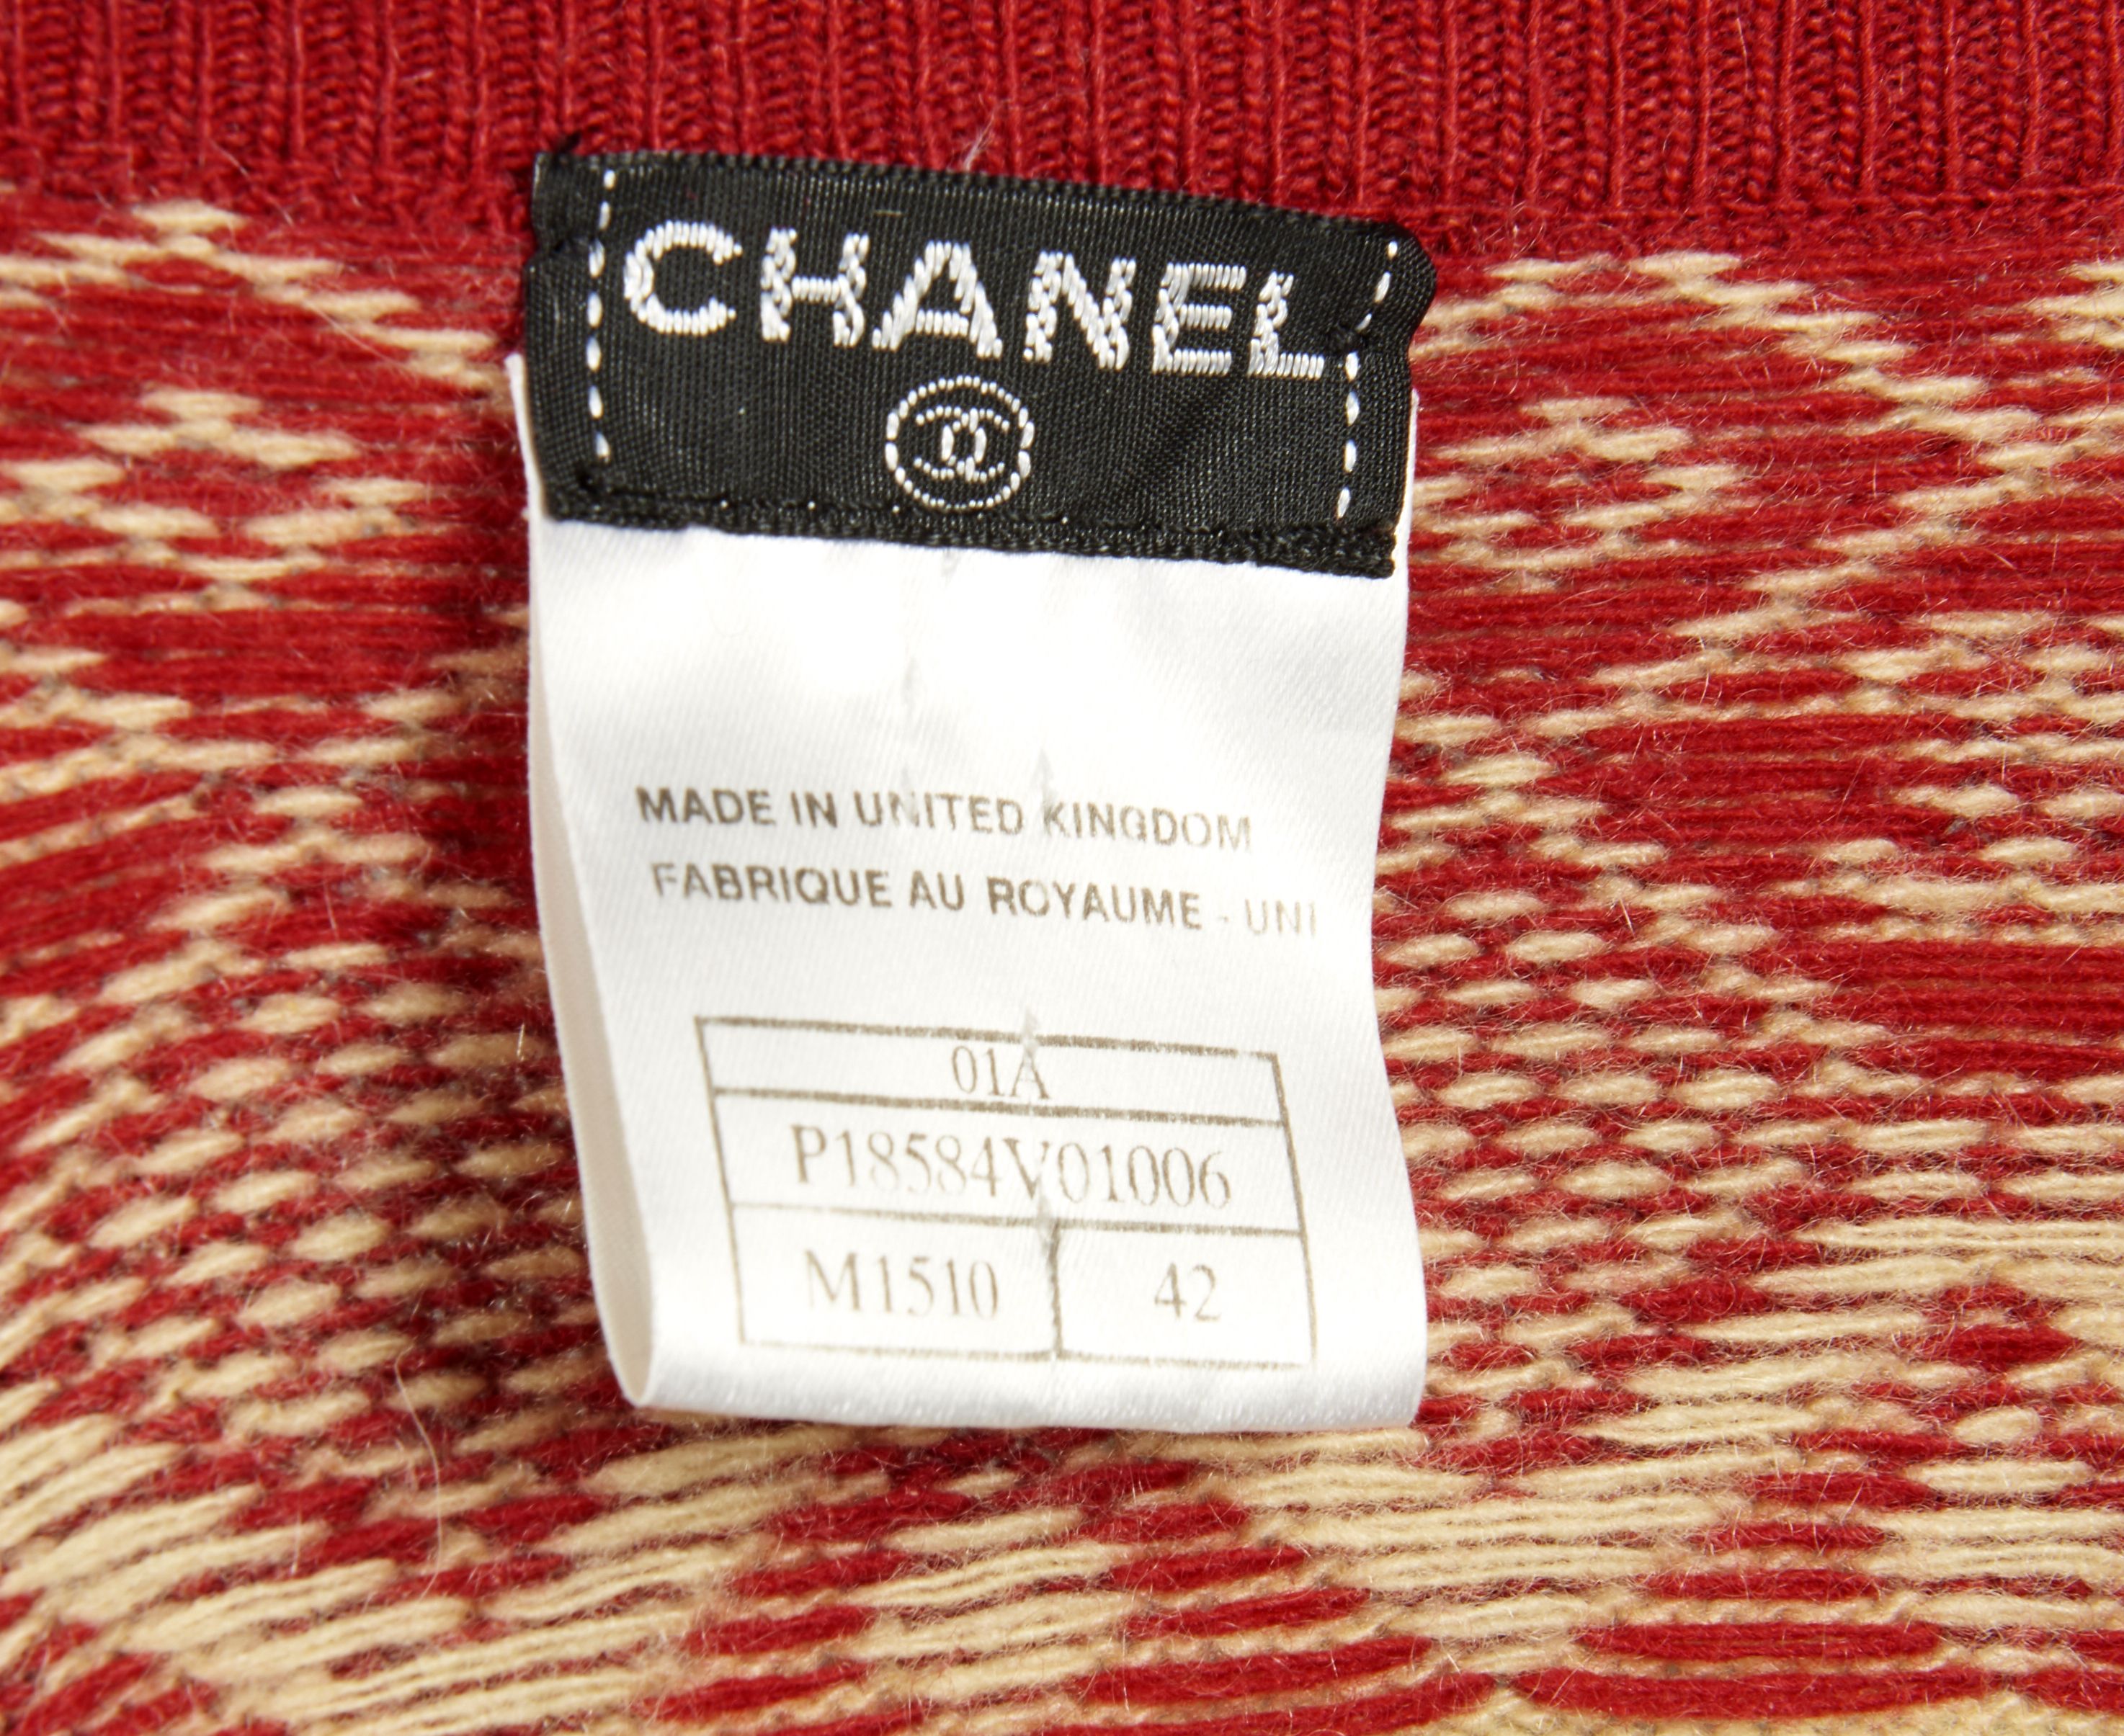 CHANEL
MADE IN UNITED KINGDOM
FABRIQUE AU ROYAUME - UNI
01A
P18584V01006
M1510 42